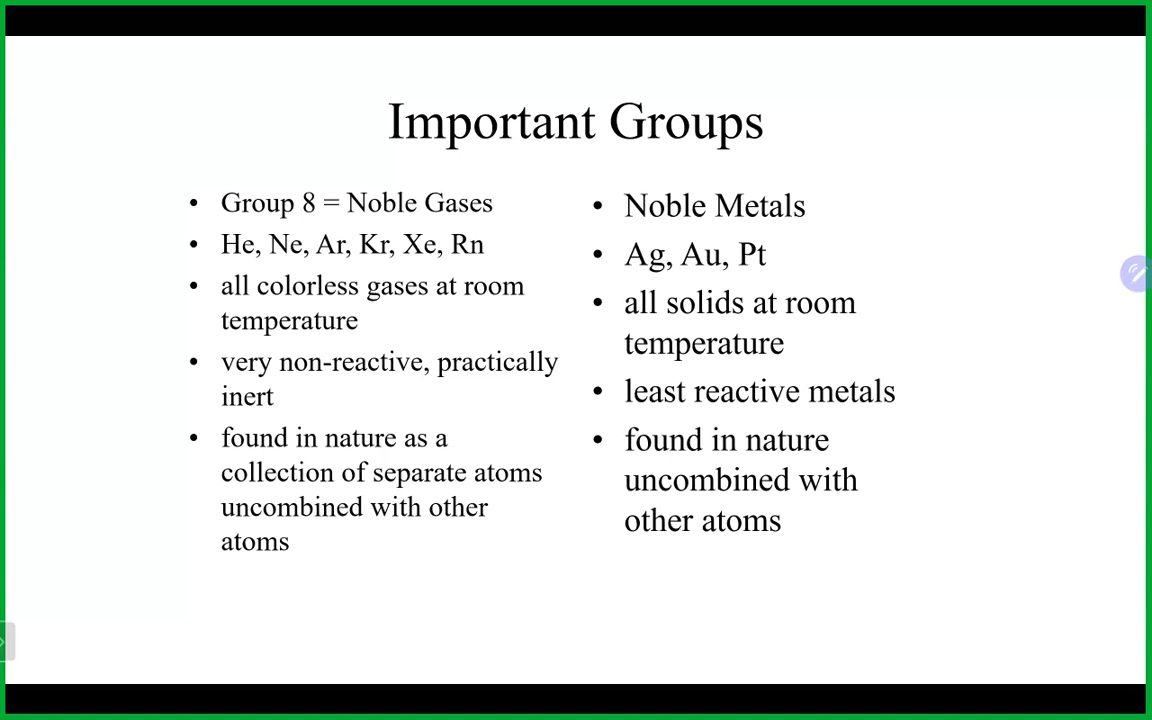 Important Groups
• Group 8 = Noble Gases
• He, Ne, Ar, Kr, Xe, Rn
• all colorless gases at room
temperature
• very non-reactive, practically
inert
• found in nature as a
collection of separate atoms
uncombined with other
atoms
• Noble Metals
• Ag, Au, Pt
• all solids at room
temperature
• least reactive metals
• found in nature
uncombined with
other atoms